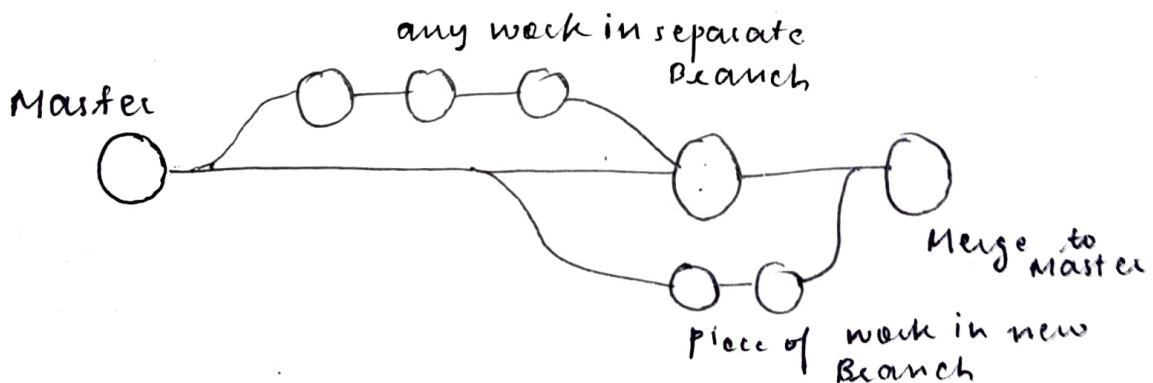 any work in separate
Branch
Master
Merge to
Master
piece of work in new
Branch